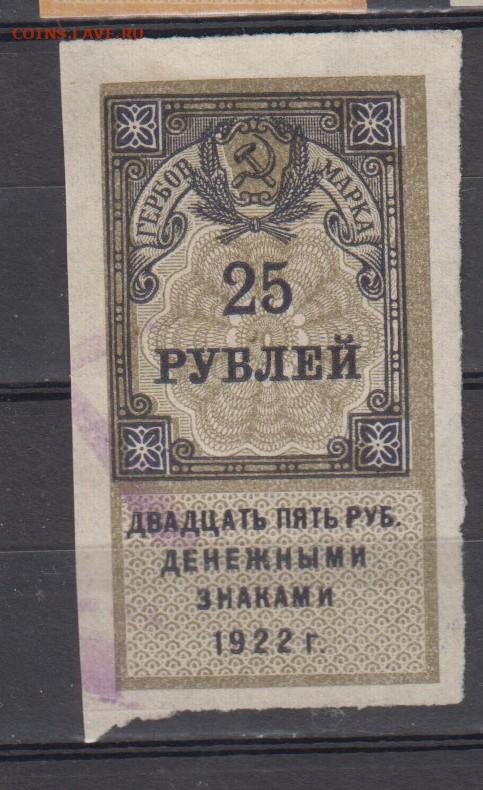 COINS.LAVE.RU
ГЕРБОВ МАРКА
25
РУБЛЕЙ
ДВАДЦАТЬ ПЯТЬ РУБ.
ДЕНЕЖНЫМИ
ЗНАКАМИ
1922 г.